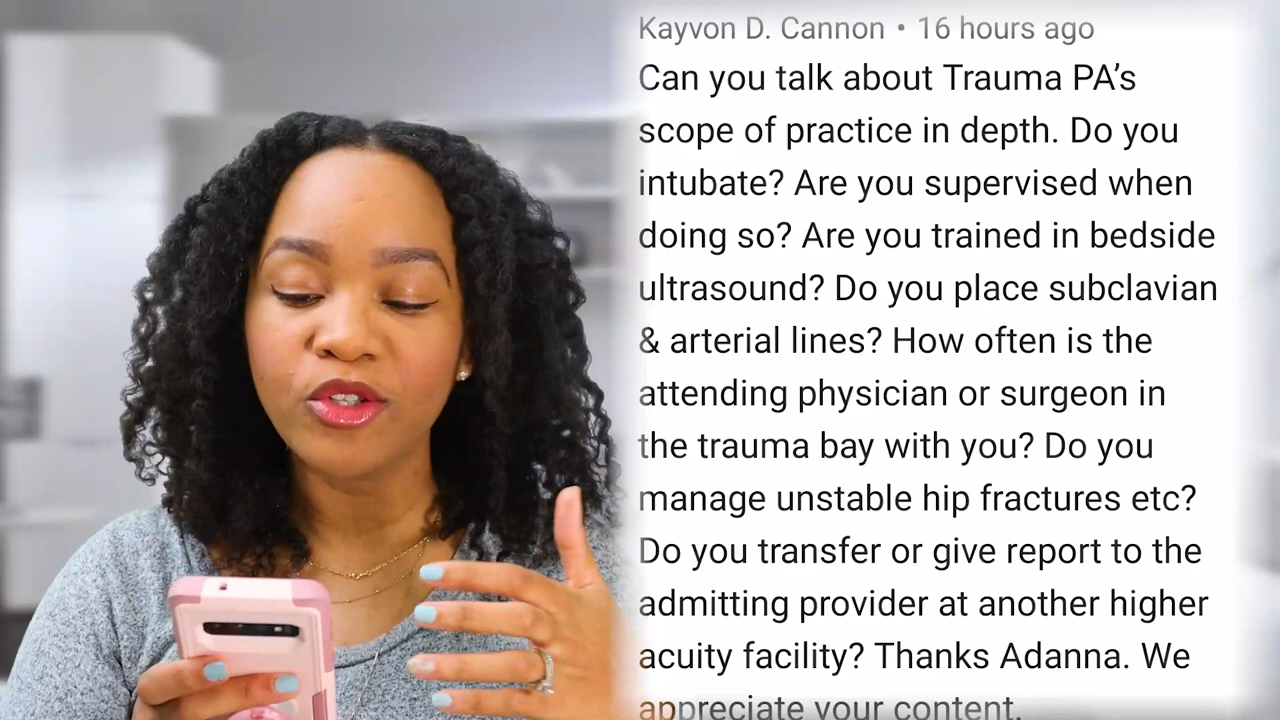 Kayvon D. Cannon • 16 hours ago
Can you talk about Trauma PA’s
scope of practice in depth. Do you
intubate? Are you supervised when
doing so? Are you trained in bedside
ultrasound? Do you place subclavian
& arterial lines? How often is the
attending physician or surgeon in
the trauma bay with you? Do you
manage unstable hip fractures etc?
Do you transfer or give report to the
admitting provider at another higher
acuity facility? Thanks Adanna. We
appreciate your content.